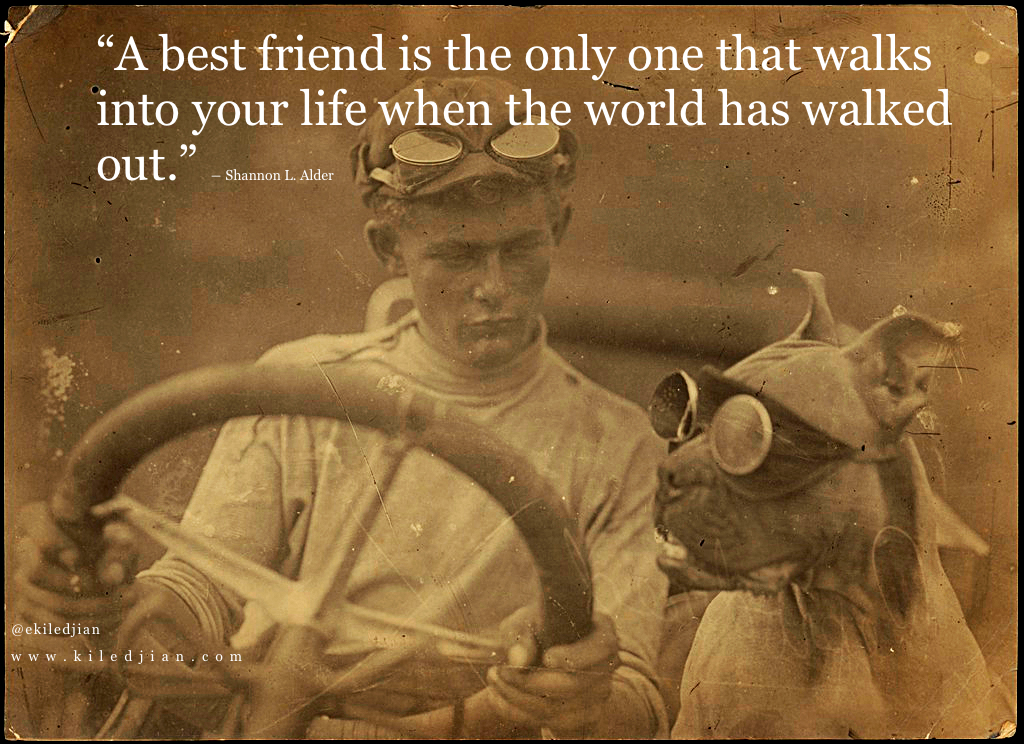 “A best friend is the only one that walks
into your life when the world has walked
out.” – Shannon L. Alder
@ekiledjian
www.kiledjian.com